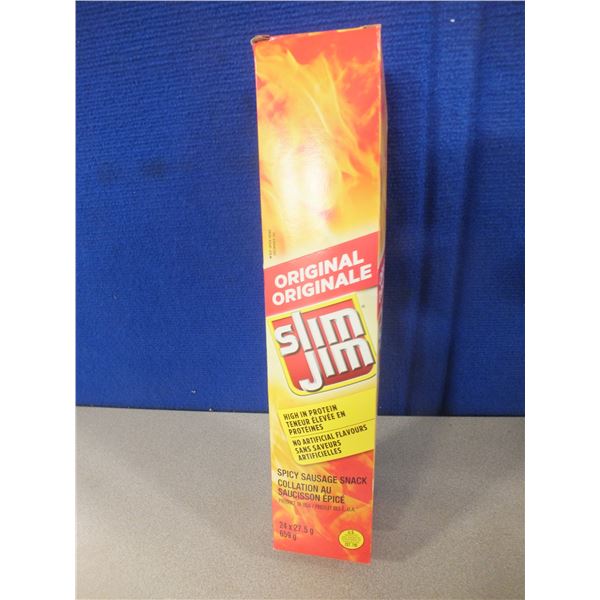 ORIGINAL
ORIGINALE
slim
jim
HIGH IN PROTEIN
TENEUR ÉLEVÉE EN
PROTÉINES
NO ARTIFICIAL FLAVOURS
SANS SAVEURS
ARTIFICIELLES
SPICY SAUSAGE SNACK
COLLATION AU
SAUCISSON ÉPICÉ
24 x 27.5 g
659 g